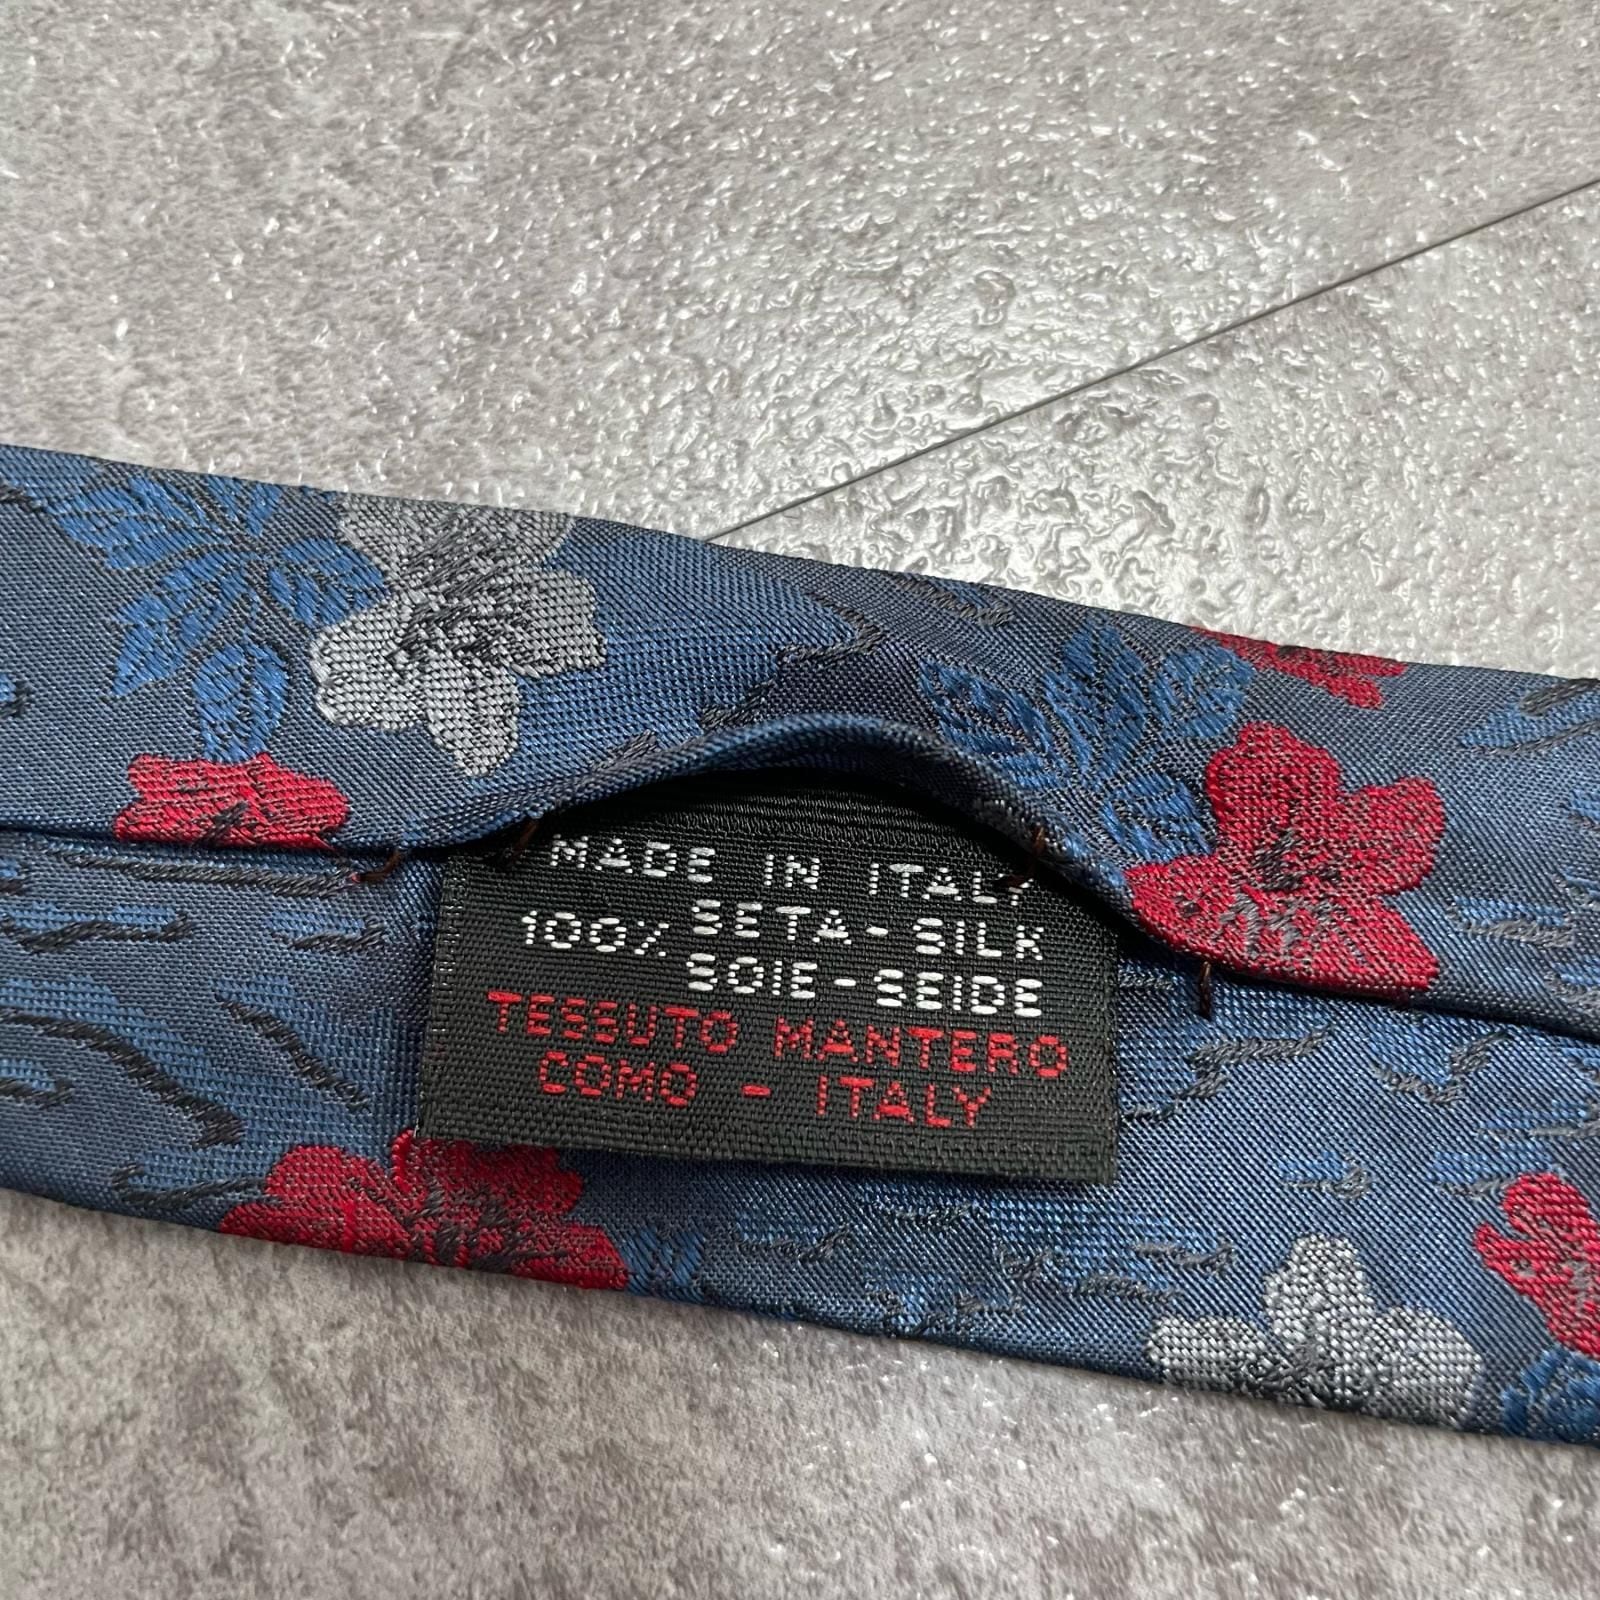 MADE IN ITALY
100% SETA-SILK
SOIE-SEIDE
TESSUTO MANTERO
COMO - ITALY